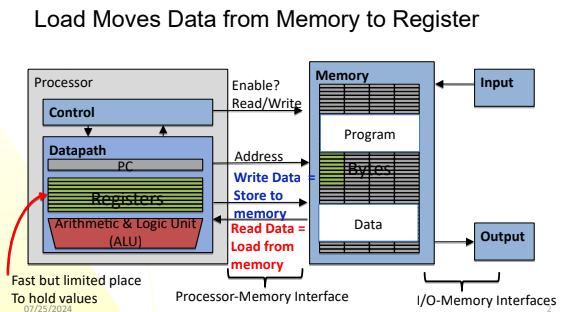 Load Moves Data from Memory to Register
Processor
Control
Datapath
PC
Registers
Arithmetic & Logic Unit
(ALU)
Fast but limited place
To hold values
07/25/2024
Enable?
Read/Write
Address
Write Data =
Store to
memory
Read Data =
Load from
memory
Processor-Memory Interface
Memory
Program
Bytes
Data
Input
Output
I/O-Memory Interfaces
2